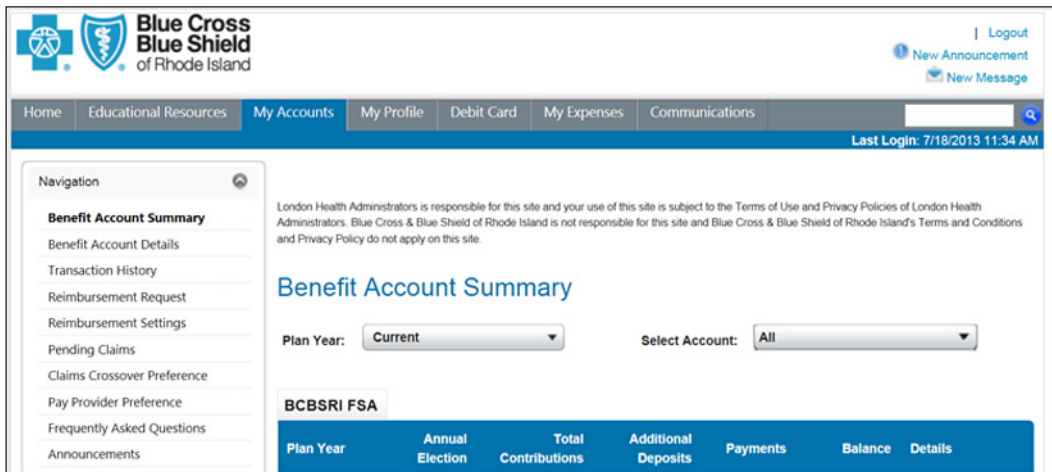 Blue Cross
Blue Shield
of Rhode Island
| Logout
New Announcement
New Message
Home Educational Resources My Accounts My Profile Debit Card My Expenses Communications
Last Login: 7/18/2013 11:34 AM
Navigation
Benefit Account Summary
Benefit Account Details
Transaction History
Reimbursement Request
Reimbursement Settings
Pending Claims
Claims Crossover Preference
Pay Provider Preference
Frequently Asked Questions
Announcements
London Health Administrators is responsible for this site and your use of this site is subject to the Terms of Use and Privacy Policies of London Health
Administrators. Blue Cross & Blue Shield of Rhode Island is not responsible for this site and Blue Cross & Blue Shield of Rhode Island's Terms and Conditions
and Privacy Policy do not apply on this site.
Benefit Account Summary
Plan Year: Current Select Account: All
BCBSRI FSA
Plan Year Annual Election Total Contributions Additional Deposits Payments Balance Details